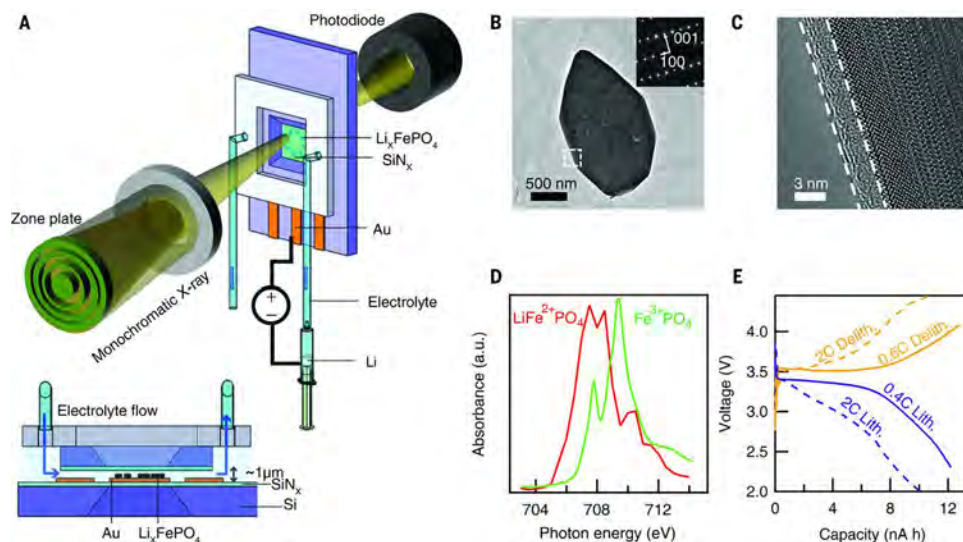 A
Photodiode
LiₓFePO₄
SiNₓ
Zone plate
Au
Monochromatic X-ray
+
−
Electrolyte
Li
Electrolyte flow
~1μm
SiNₓ
Si
Au
LiₓFePO₄
B
001
100
500 nm
C
3 nm
D
LiFe²⁺PO₄
Fe³⁺PO₄
Absorbance (a.u.)
704
708
710
Photon energy (eV)
E
2C Delith.
0.6C Delith.
0.4C Lith.
2C Lith.
Voltage (V)
4.0
3.5
3.0
2.5
2.0
0
4
8
12
Capacity (nA h)